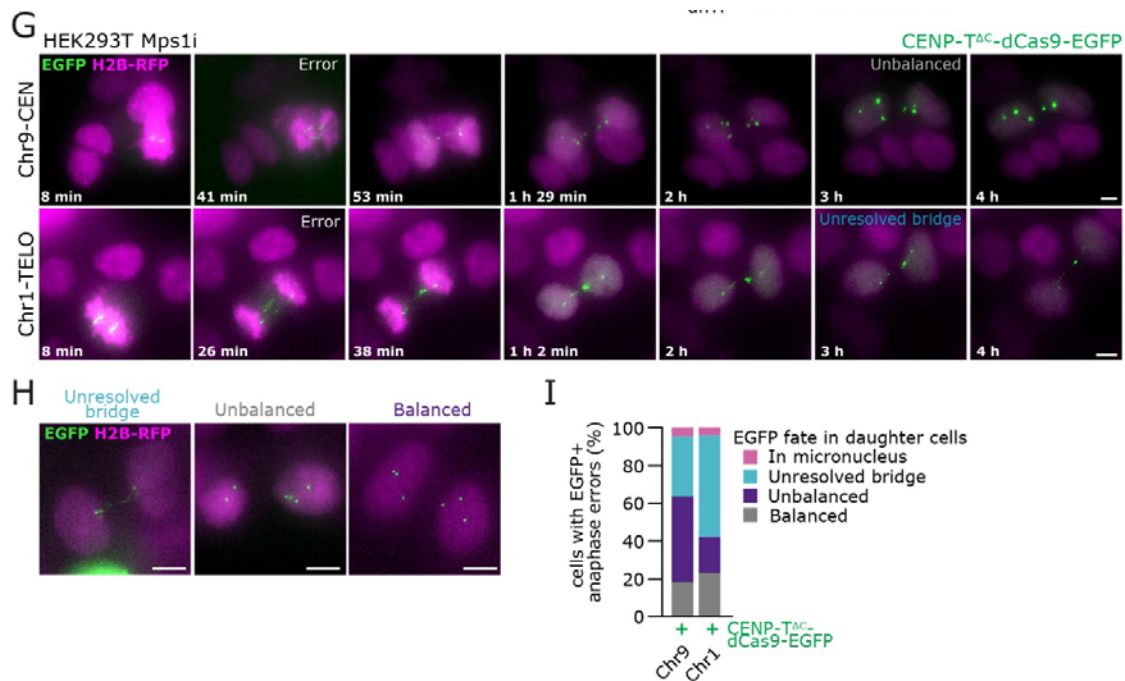 G
HEK293T Mps1i
CENP-TΔC-dCas9-EGFP
EGFP H2B-RFP
Error
Unbalanced
Chr9-CEN
8 min
41 min
53 min
1 h 29 min
2 h
3 h
4 h
Error
Unresolved bridge
Chr1-TELO
8 min
26 min
38 min
1 h 2 min
2 h
3 h
4 h
H
Unresolved
bridge
Unbalanced
Balanced
EGFP H2B-RFP
I
cells with EGFP+
anaphase errors (%)
100
80
60
40
20
0
EGFP fate in daughter cells
In micronucleus
Unresolved bridge
Unbalanced
Balanced
+ + CENP-TΔC-
dCas9-EGFP
Chr9
Chr1